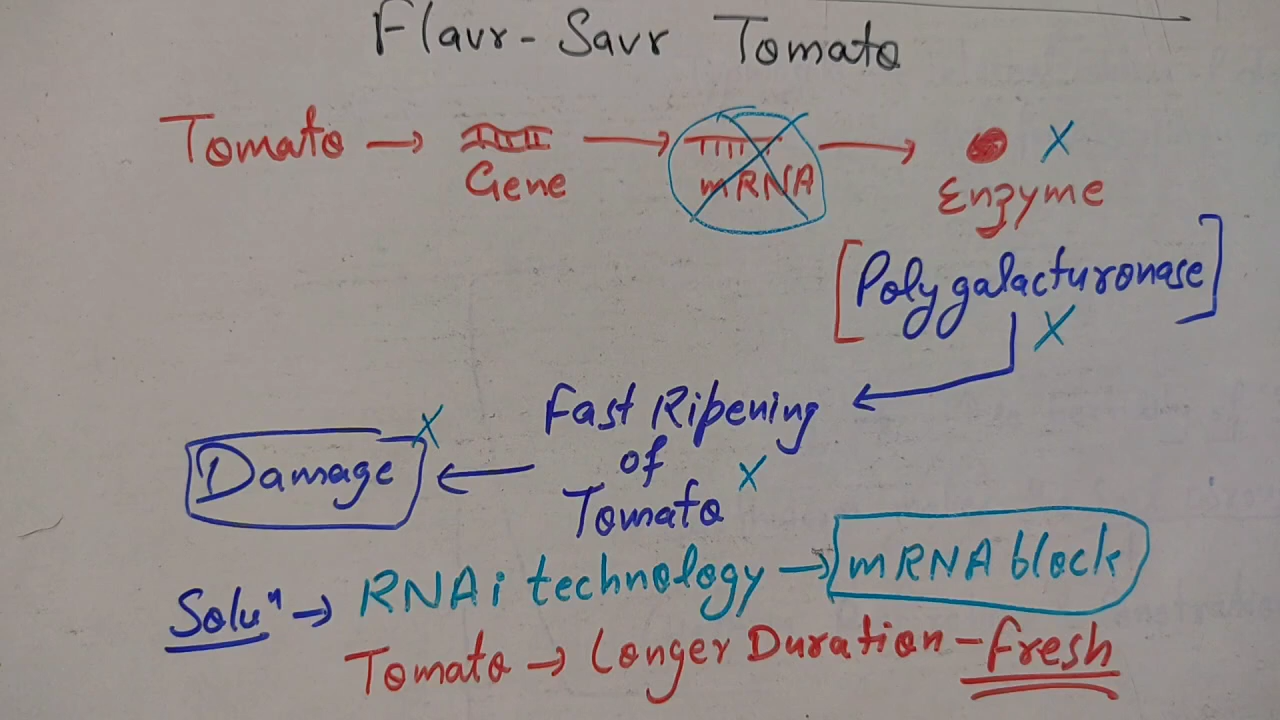 Flavr-Savr Tomato
Tomato → Gene → mRNA → Enzyme X
[Polygalacturonase]
X
Fast Ripening
of
Tomato X
← Damage X
Soluⁿ → RNAi technology → mRNA block
Tomato → Longer Duration - fresh